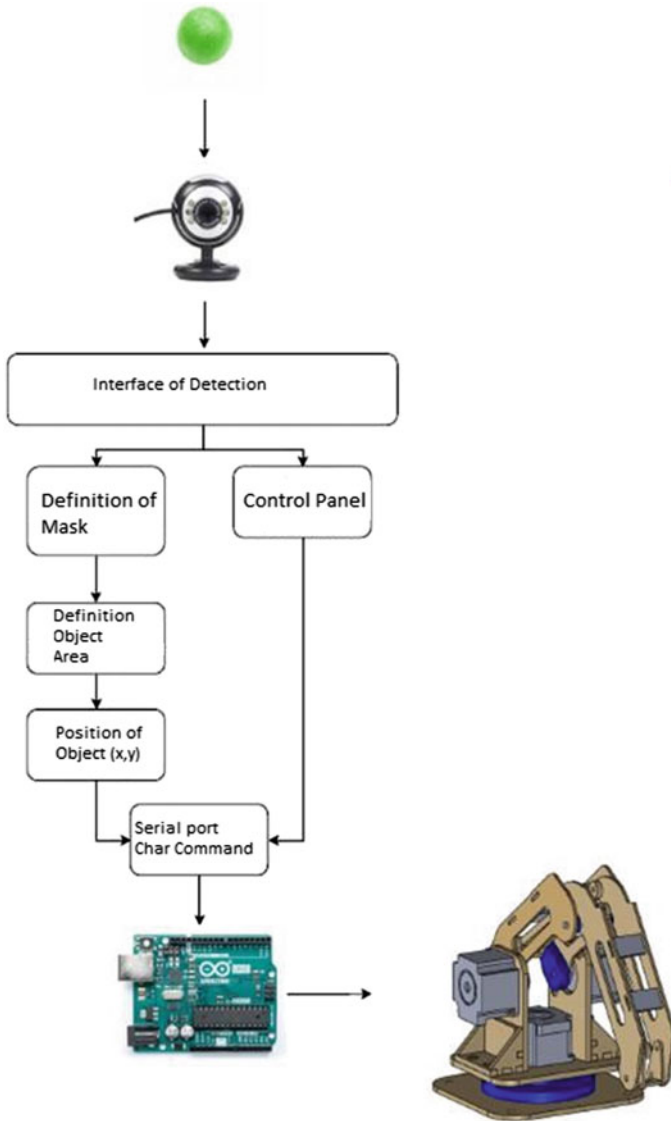 Interface of Detection
Definition of
Mask
Control Panel
Definition
Object
Area
Position of
Object (x,y)
Serial port
Char Command